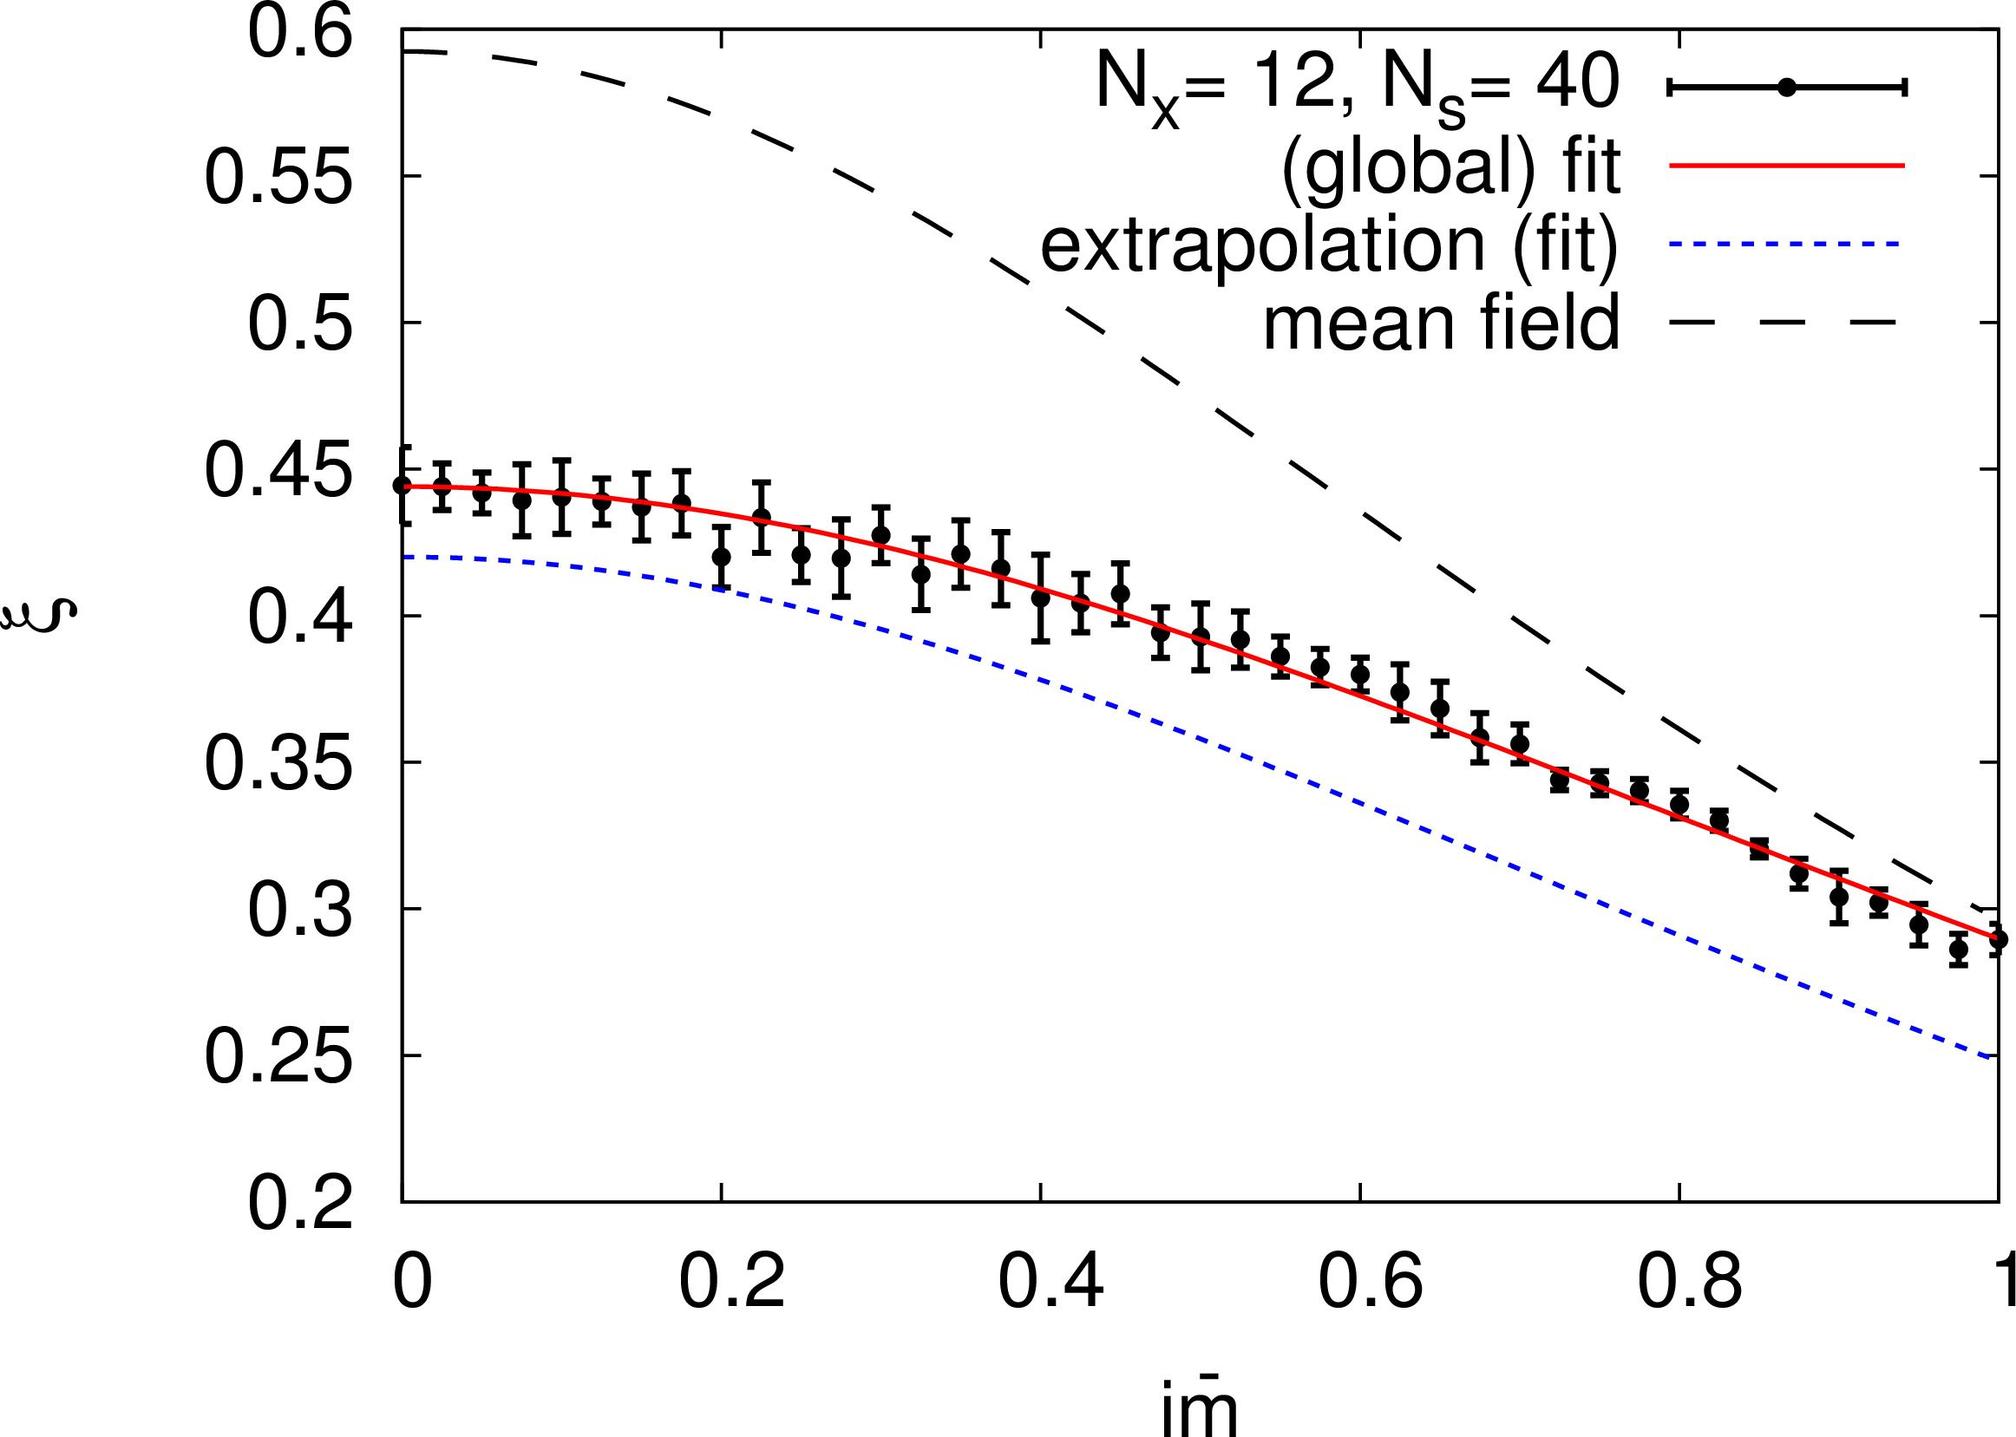 0.6
0.55
0.5
0.45
0.4
0.35
0.3
0.25
0.2
ξ
Nx= 12, Ns= 40
(global) fit
extrapolation (fit)
mean field
0 0.2 0.4 0.6 0.8 1
im̄